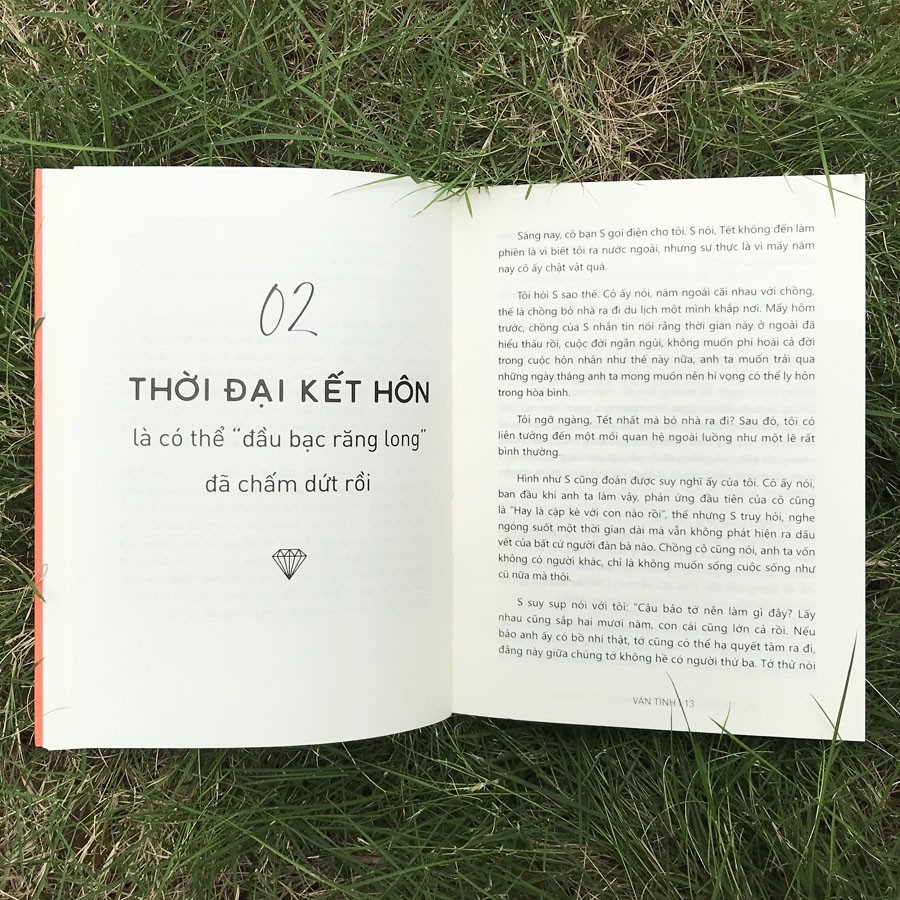 02
THỜI ĐẠI KẾT HÔN
là có thể “đầu bạc răng long”
đã chấm dứt rồi
Sáng nay, cô bạn S gọi điện cho tôi. S nói, Tết không đến làm
phiền là vì biết tôi ra nước ngoài, nhưng sự thực là vì mấy năm
nay cô ấy chật vật quá.
Tôi hỏi S sao thế. Cô ấy nói, năm ngoái cãi nhau với chồng,
thế là chồng bỏ nhà ra đi du lịch một mình khắp nơi. Mấy hôm
trước, chồng của S nhắn tin nói rằng thời gian này ở ngoài đã
hiểu thấu rồi, cuộc đời ngắn ngủi, không muốn phí hoài cả đời
trong cuộc hôn nhân như thế này nữa, anh ta muốn trải qua
những ngày tháng anh ta mong muốn nên hi vọng có thể ly hôn
trong hòa bình.
Tôi ngỡ ngàng, Tết nhất mà bỏ nhà ra đi? Sau đó, tôi có
liên tưởng đến một mối quan hệ ngoài luồng như một lẽ rất
bình thường.
Hình như S cũng đoán được suy nghĩ ấy của tôi. Cô ấy nói,
ban đầu khi anh ta làm vậy, phản ứng đầu tiên của cô cũng
là “Hay là cặp kè với con nào rồi”, thế nhưng S truy hỏi, nghe
ngóng suốt một thời gian dài mà vẫn không phát hiện ra dấu
vết của bất cứ người đàn bà nào. Chồng cô cũng nói, anh ta vốn
không có người khác, chỉ là không muốn sống cuộc sống như
cũ nữa mà thôi.
S suy sụp nói với tôi: “Cậu bảo tớ nên làm gì đây? Lấy
nhau cũng sắp hai mươi năm, con cái cũng lớn cả rồi. Nếu
bảo anh ấy có bồ nhí thật, tớ cũng có thể hạ quyết tâm ra đi,
đằng này giữa chúng tớ không hề có người thứ ba. Tớ thử nói
VÃN TÌNH | 13